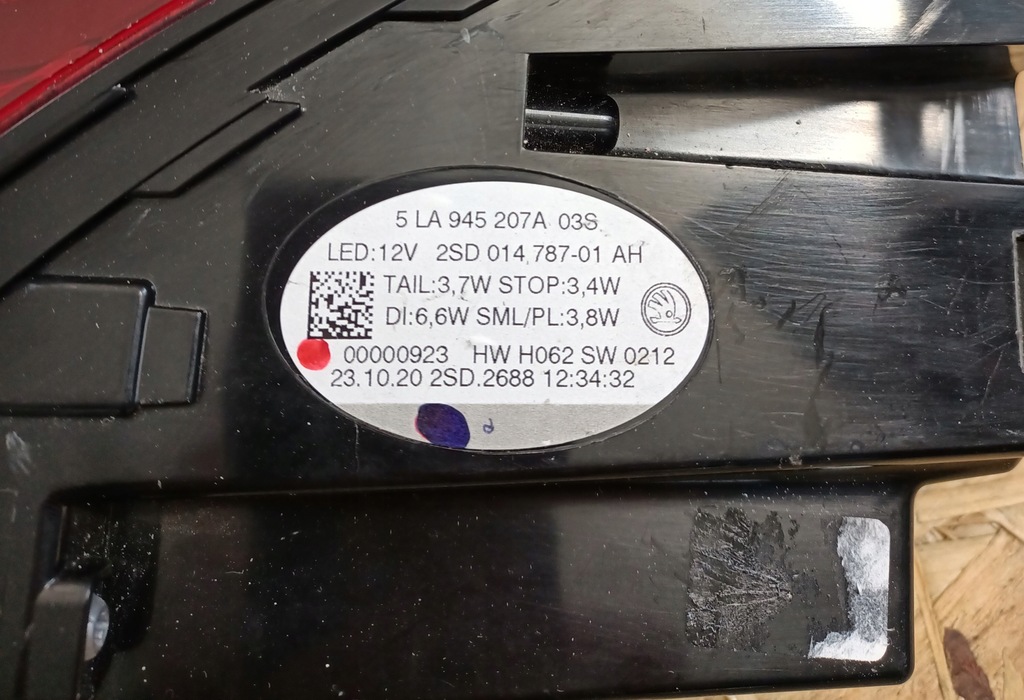 5 LA 945 207A 03S
LED:12V 2SD 014,787-01 AH
TAIL:3,7W STOP:3,4W
DI:6,6W SML/PL:3,8W
00000923 HW H062 SW 0212
23.10.20 2SD.2688 12:34:32